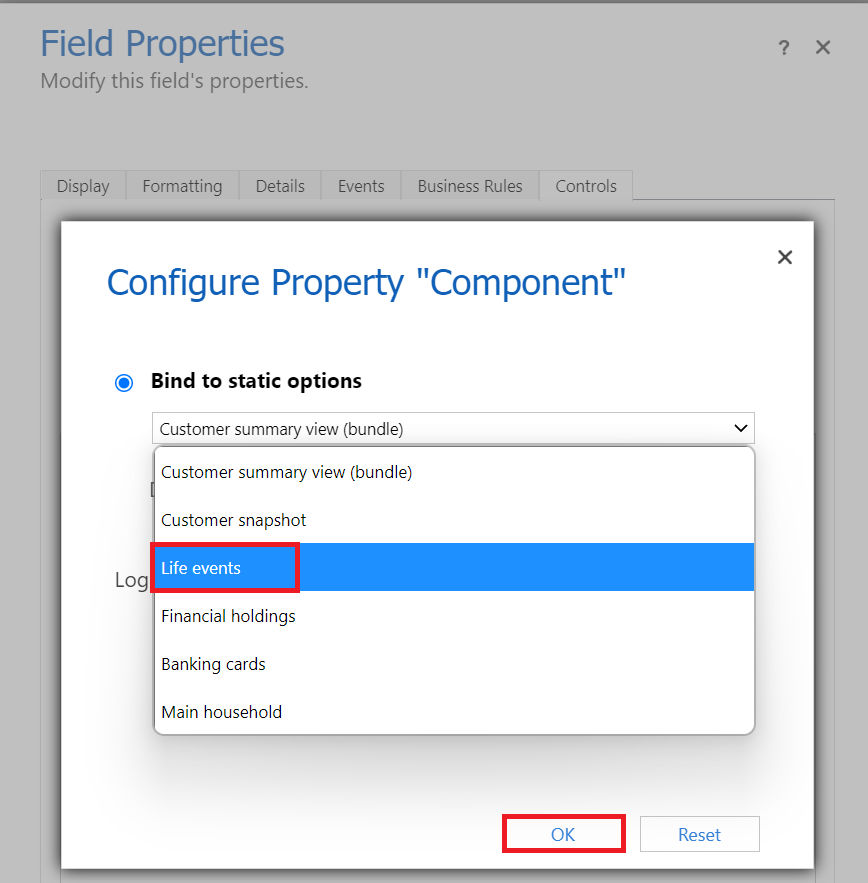 Field Properties
Modify this field's properties.
Display Formatting Details Events Business Rules Controls
Configure Property "Component"
Bind to static options
Customer summary view (bundle)
Customer summary view (bundle)
Customer snapshot
Life events
Log
Financial holdings
Banking cards
Main household
OK Reset